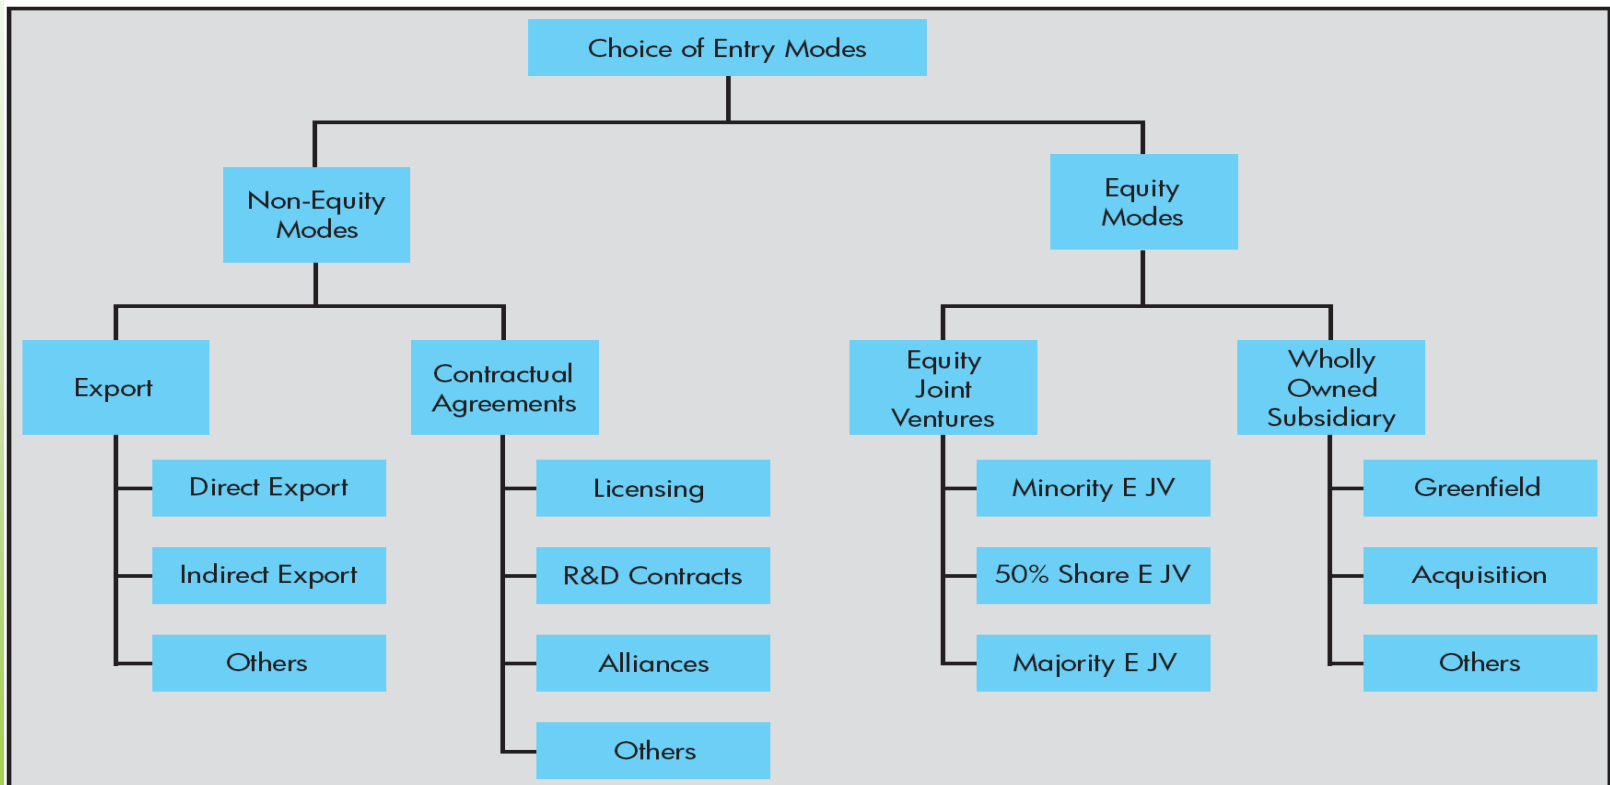 Choice of Entry Modes
Non-Equity
Modes
Equity
Modes
Export
Contractual
Agreements
Equity
Joint
Ventures
Wholly
Owned
Subsidiary
Direct Export
Indirect Export
Others
Licensing
R&D Contracts
Alliances
Others
Minority E JV
50% Share E JV
Majority E JV
Greenfield
Acquisition
Others